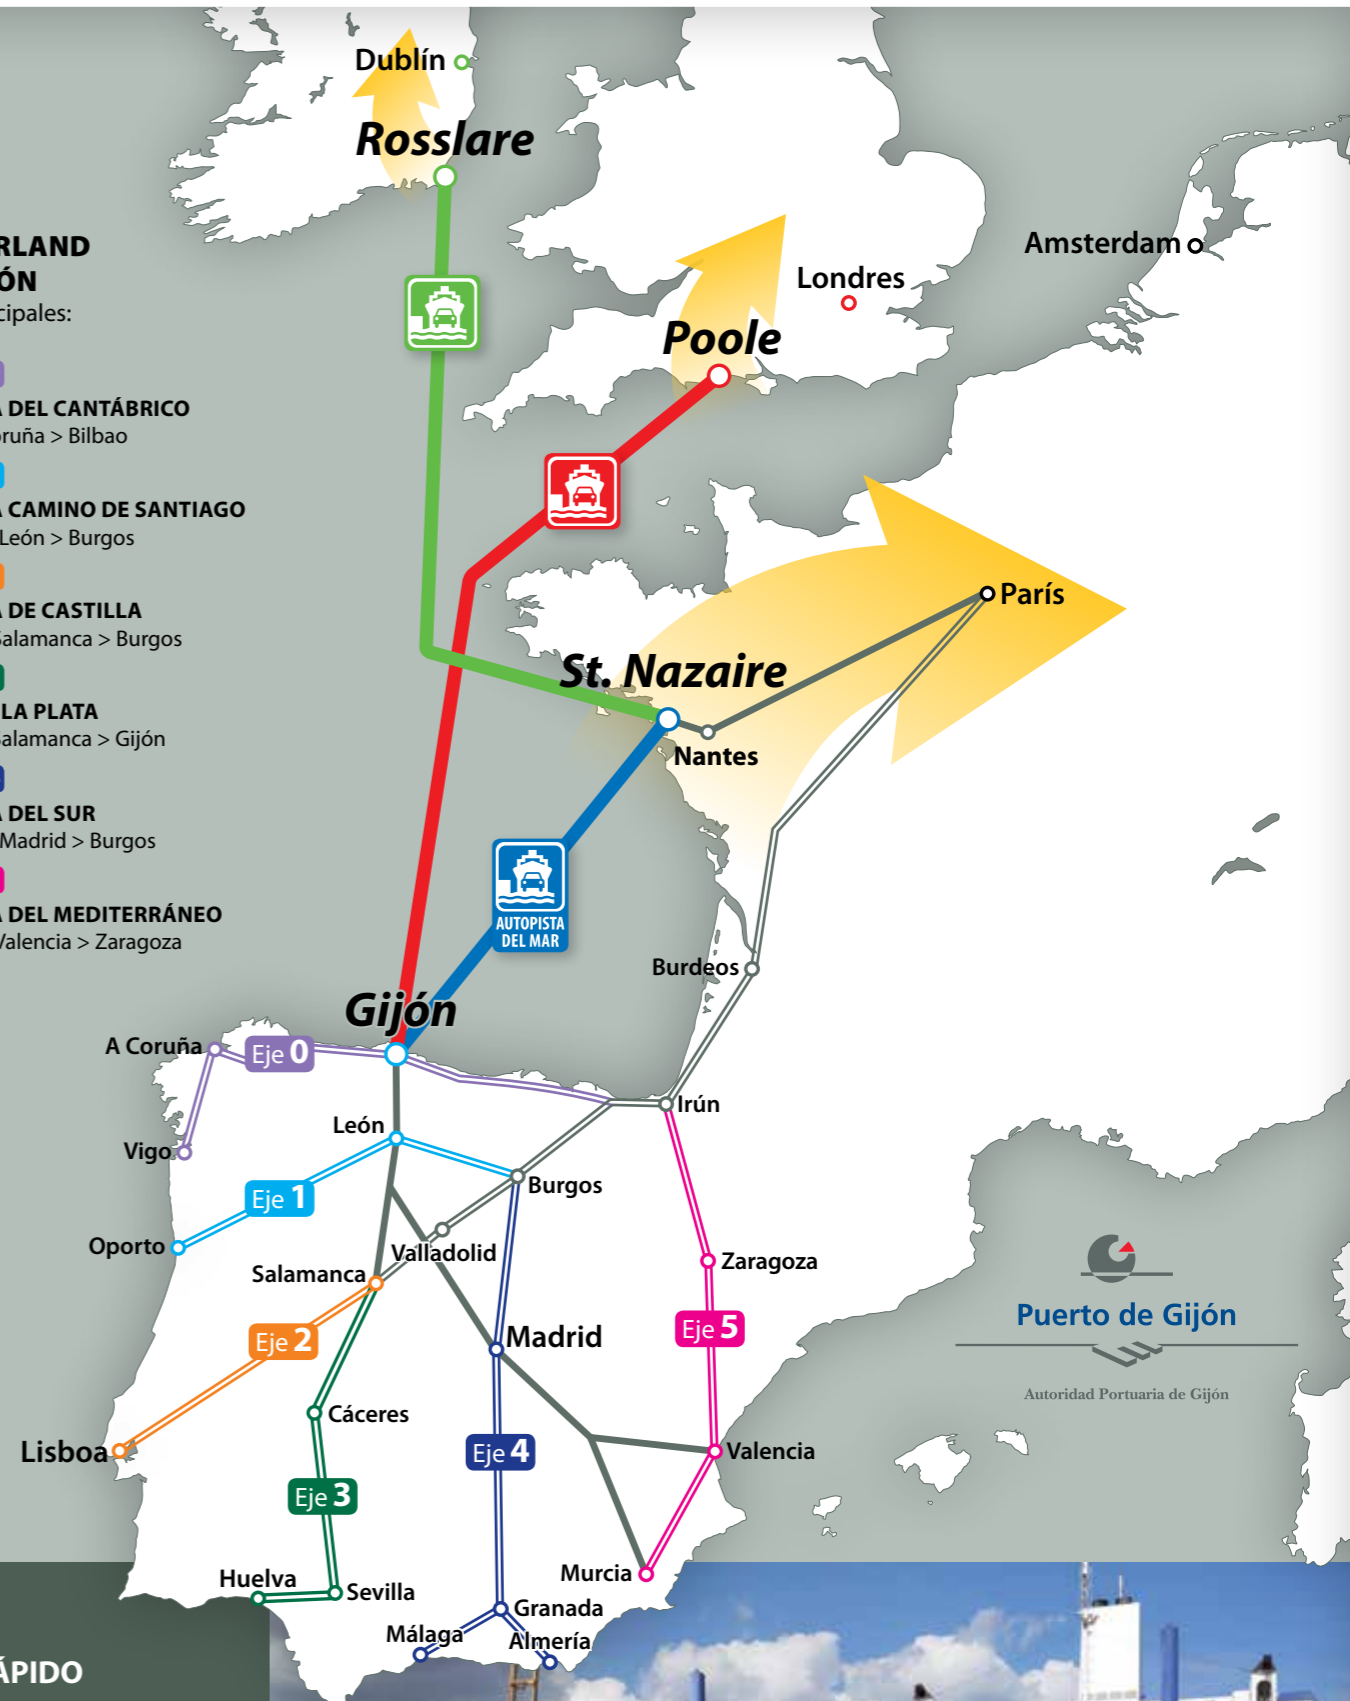 RLAND
ÓN
cipales:
A DEL CANTÁBRICO
oruña > Bilbao
A CAMINO DE SANTIAGO
León > Burgos
A DE CASTILLA
Salamanca > Burgos
LA PLATA
Salamanca > Gijón
A DEL SUR
Madrid > Burgos
A DEL MEDITERRÁNEO
Valencia > Zaragoza
ÁPIDO
Dublín
Rosslare
Amsterdam
Londres
Poole
París
St. Nazaire
Nantes
AUTOPISTA
DEL MAR
Burdeos
Gijón
A Coruña
Eje 0
Irún
León
Vigo
Burgos
Eje 1
Oporto
Valladolid
Salamanca
Zaragoza
Eje 2
Madrid
Eje 5
Cáceres
Lisboa
Eje 4
Valencia
Eje 3
Murcia
Huelva
Sevilla
Granada
Málaga
Almería
Puerto de Gijón
Autoridad Portuaria de Gijón